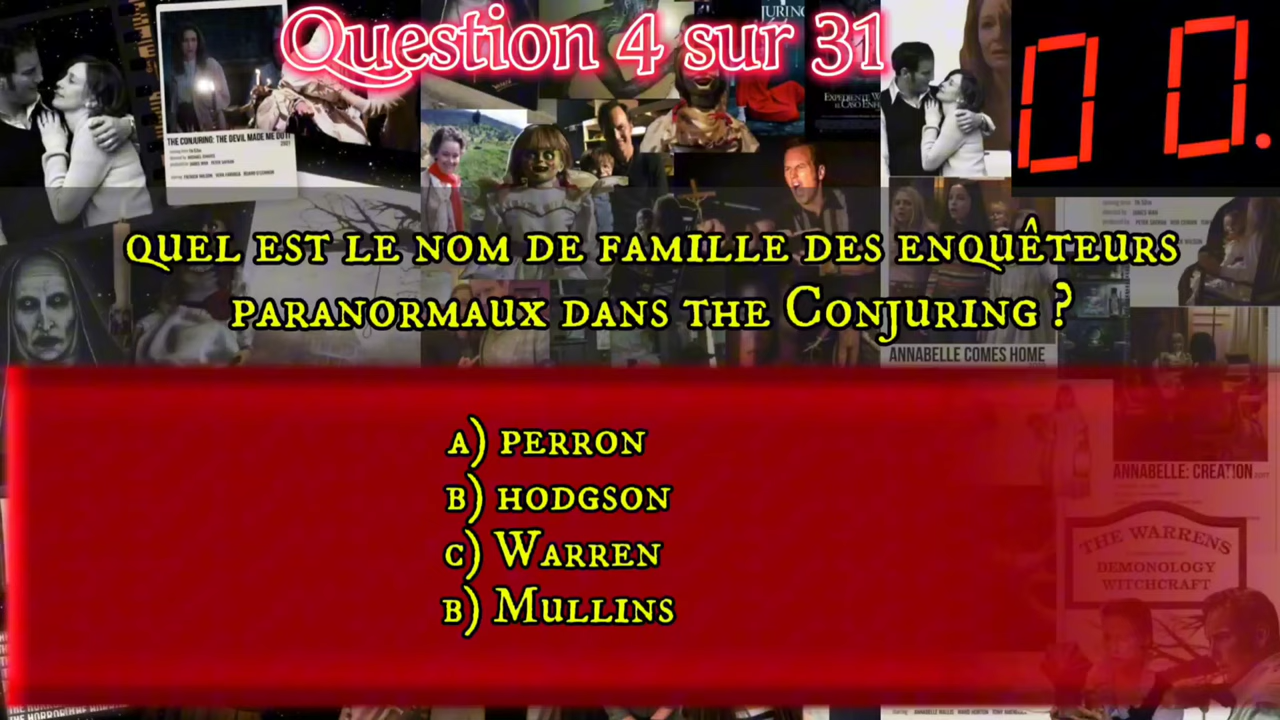 Question 4 sur 31
00.
JURING
THE CONJURING: THE DEVIL MADE ME DO IT
2021
QUEL EST LE NOM DE FAMILLE DES ENQUÊTEURS
PARANORMAUX DANS THE CONJURING ?
ANNABELLE COMES HOME
A) PERRON
B) HODGSON
C) WARREN
B) MULLINS
ANNABELLE: CREATION
THE WARRENS
DEMONOLOGY
WITCHCRAFT